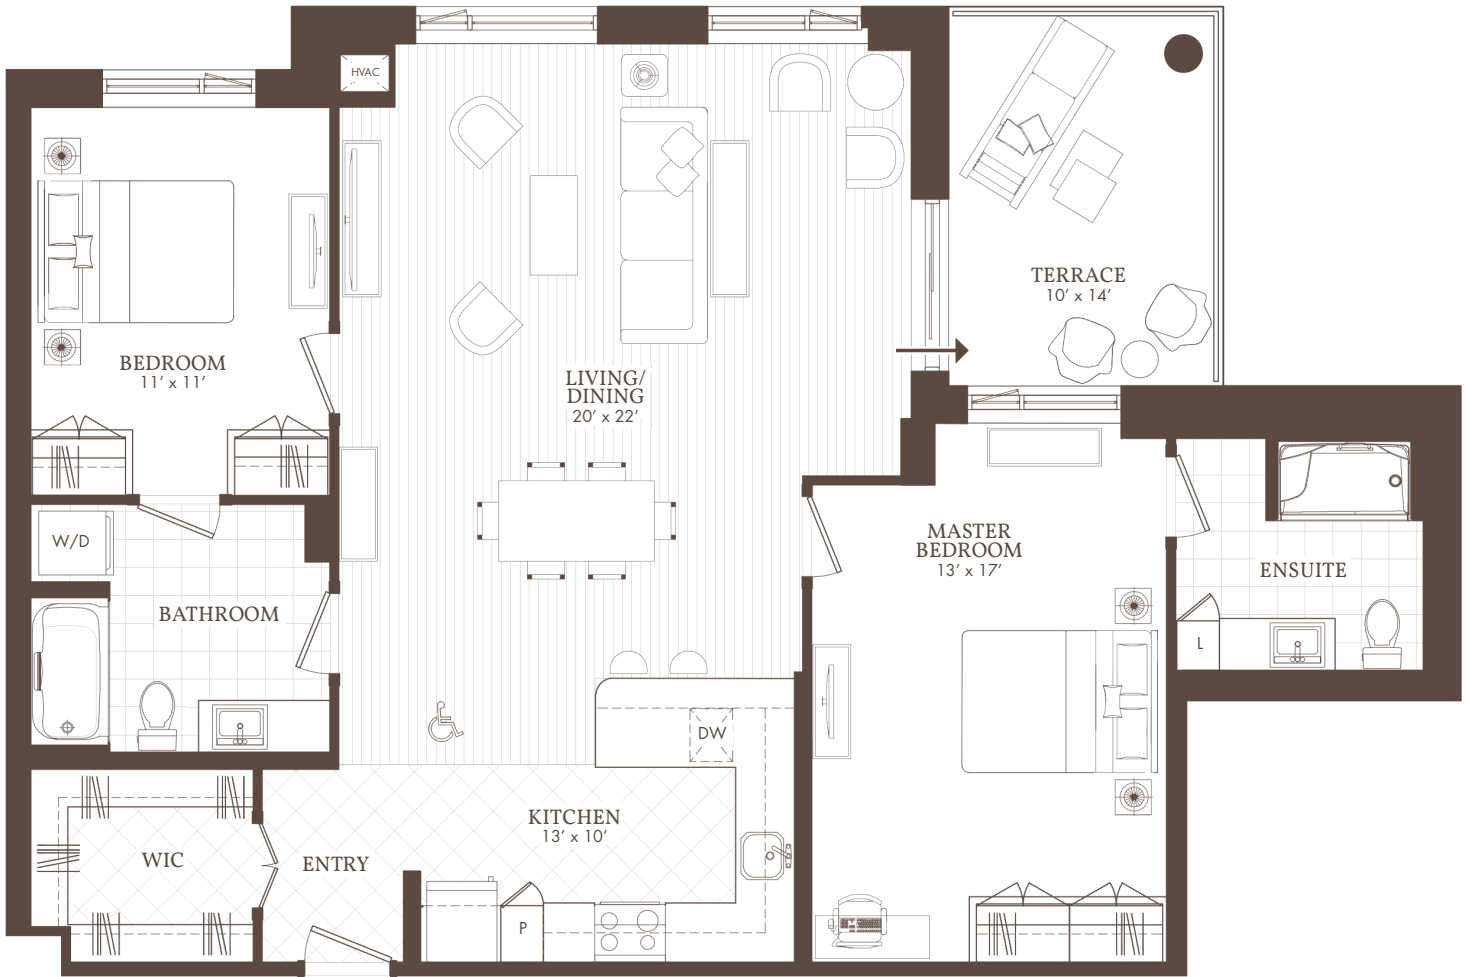 HVAC
TERRACE
10’ x 14’
BEDROOM
11’ x 11’
LIVING/
DINING
20’ x 22’
MASTER
BEDROOM
13’ x 17’
W/D
ENSUITE
BATHROOM
L
DW
KITCHEN
13’ x 10’
WIC
ENTRY
P